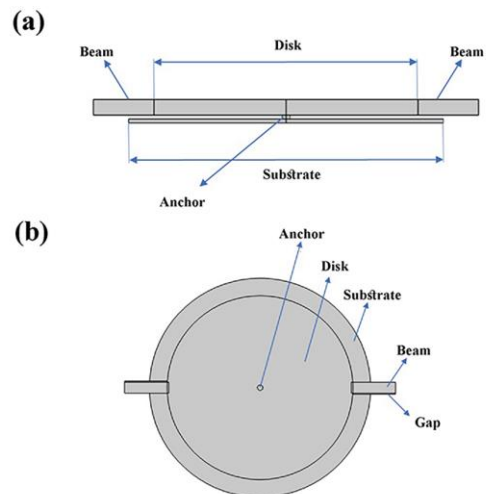 (a)
Beam
Disk
Beam
Substrate
Anchor
(b)
Anchor
Disk
Substrate
Beam
Gap